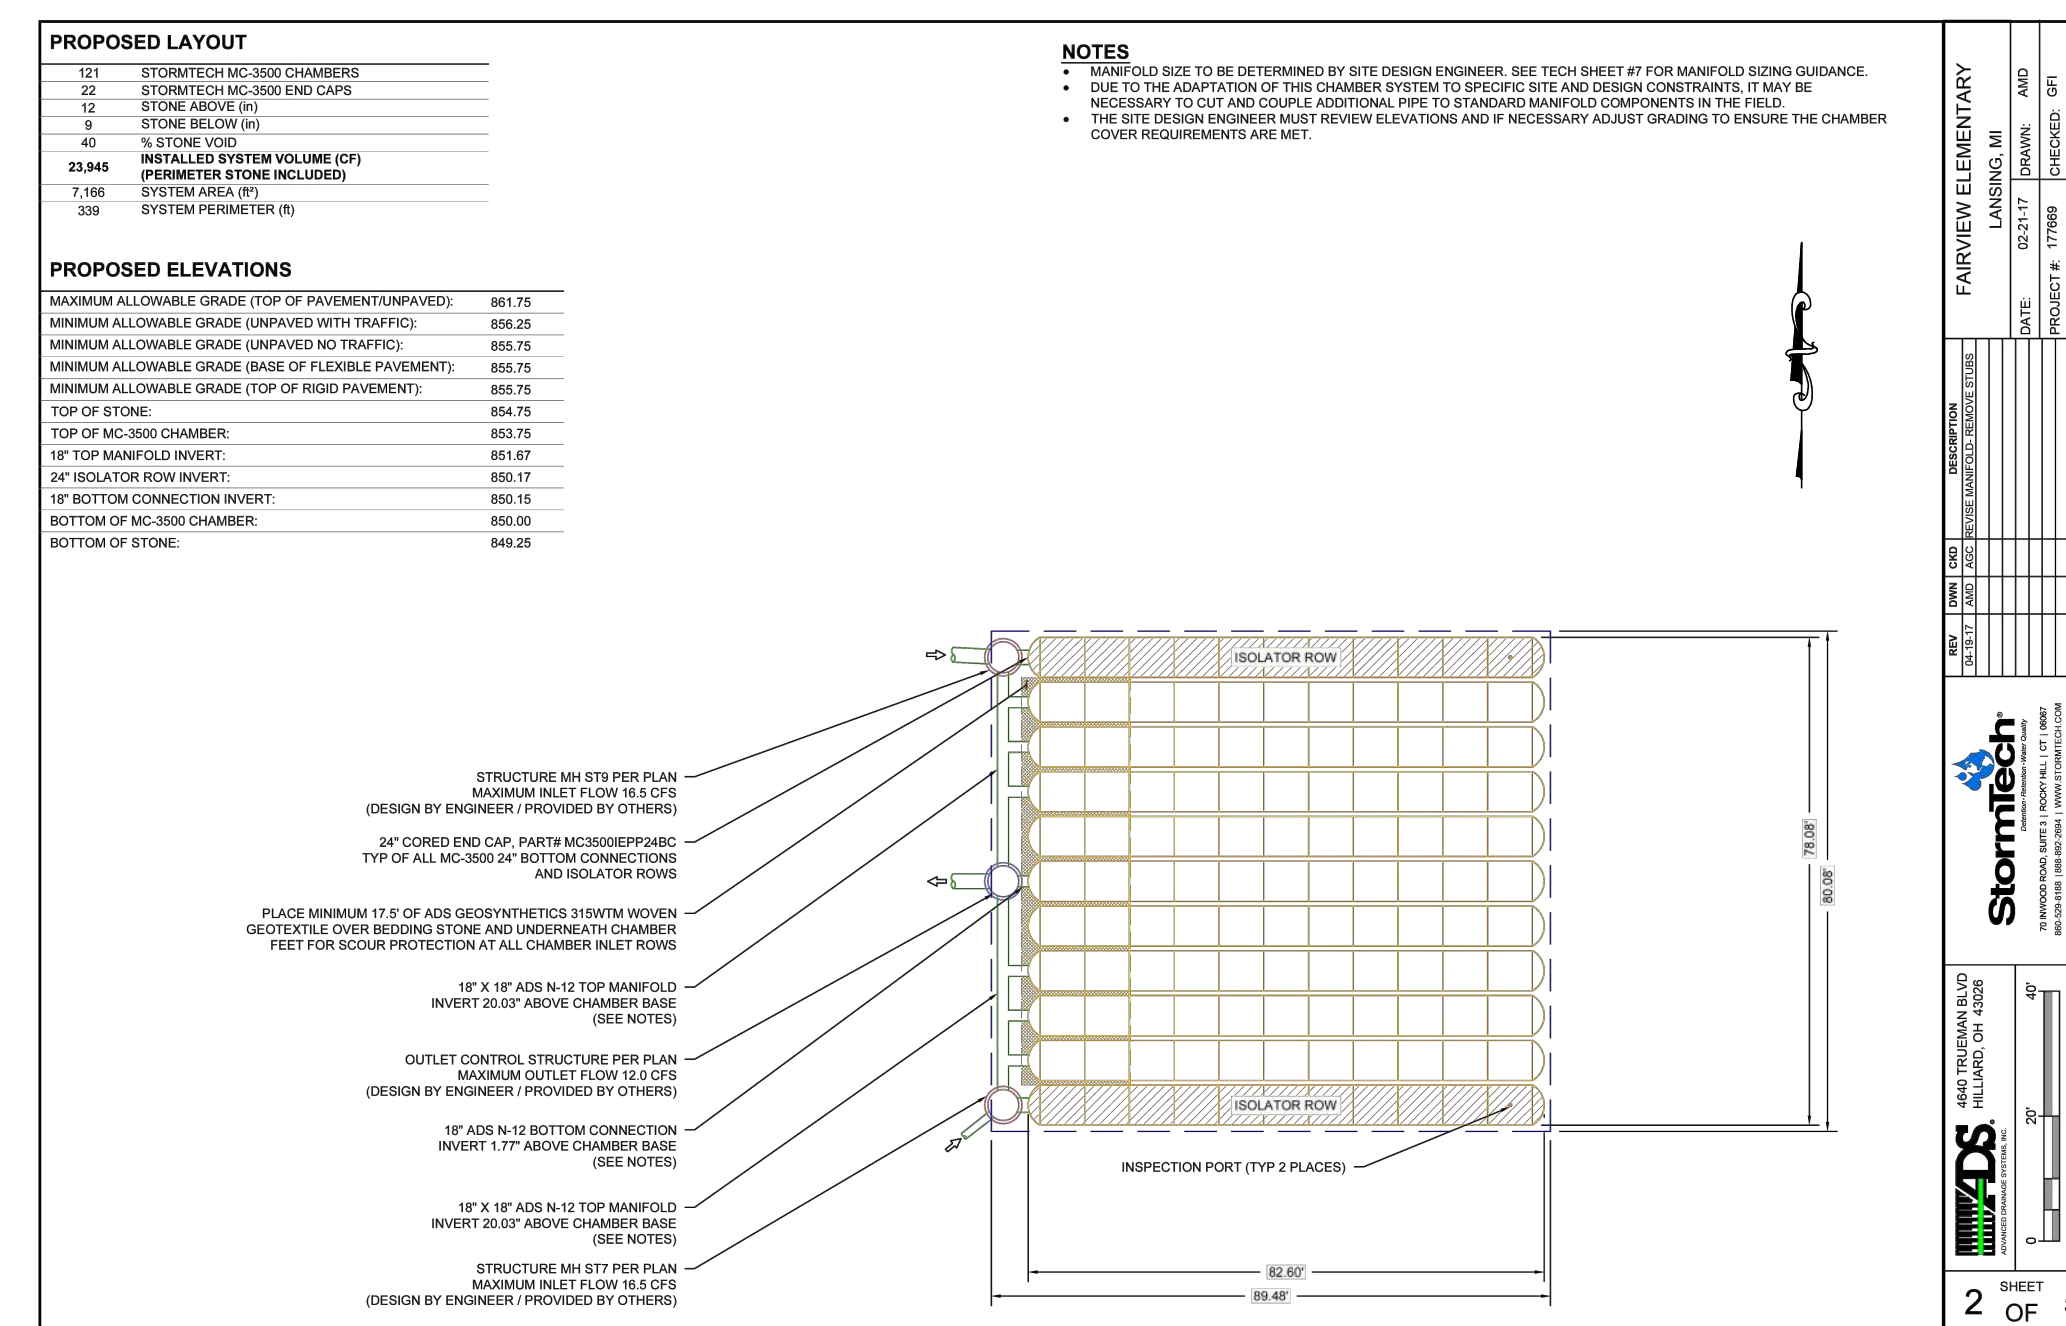 PROPOSED LAYOUT
121 STORMTECH MC-3500 CHAMBERS
22 STORMTECH MC-3500 END CAPS
12 STONE ABOVE (in)
9 STONE BELOW (in)
40 % STONE VOID
23,945 INSTALLED SYSTEM VOLUME (CF)
(PERIMETER STONE INCLUDED)
7,166 SYSTEM AREA (ft²)
339 SYSTEM PERIMETER (ft)
PROPOSED ELEVATIONS
MAXIMUM ALLOWABLE GRADE (TOP OF PAVEMENT/UNPAVED): 861.75
MINIMUM ALLOWABLE GRADE (UNPAVED WITH TRAFFIC): 856.25
MINIMUM ALLOWABLE GRADE (UNPAVED NO TRAFFIC): 855.75
MINIMUM ALLOWABLE GRADE (BASE OF FLEXIBLE PAVEMENT): 855.75
MINIMUM ALLOWABLE GRADE (TOP OF RIGID PAVEMENT): 855.75
TOP OF STONE: 854.75
TOP OF MC-3500 CHAMBER: 853.75
18" TOP MANIFOLD INVERT: 851.67
24" ISOLATOR ROW INVERT: 850.17
18" BOTTOM CONNECTION INVERT: 850.15
BOTTOM OF MC-3500 CHAMBER: 850.00
BOTTOM OF STONE: 849.25
NOTES
• MANIFOLD SIZE TO BE DETERMINED BY SITE DESIGN ENGINEER. SEE TECH SHEET #7 FOR MANIFOLD SIZING GUIDANCE.
• DUE TO THE ADAPTATION OF THIS CHAMBER SYSTEM TO SPECIFIC SITE AND DESIGN CONSTRAINTS, IT MAY BE
NECESSARY TO CUT AND COUPLE ADDITIONAL PIPE TO STANDARD MANIFOLD COMPONENTS IN THE FIELD.
• THE SITE DESIGN ENGINEER MUST REVIEW ELEVATIONS AND IF NECESSARY ADJUST GRADING TO ENSURE THE CHAMBER
COVER REQUIREMENTS ARE MET.
STRUCTURE MH ST9 PER PLAN
MAXIMUM INLET FLOW 16.5 CFS
(DESIGN BY ENGINEER / PROVIDED BY OTHERS)
24" CORED END CAP, PART# MC3500IEPP24BC
TYP OF ALL MC-3500 24" BOTTOM CONNECTIONS
AND ISOLATOR ROWS
PLACE MINIMUM 17.5' OF ADS GEOSYNTHETICS 315WTM WOVEN
GEOTEXTILE OVER BEDDING STONE AND UNDERNEATH CHAMBER
FEET FOR SCOUR PROTECTION AT ALL CHAMBER INLET ROWS
18" X 18" ADS N-12 TOP MANIFOLD
INVERT 20.03" ABOVE CHAMBER BASE
(SEE NOTES)
OUTLET CONTROL STRUCTURE PER PLAN
MAXIMUM OUTLET FLOW 12.0 CFS
(DESIGN BY ENGINEER / PROVIDED BY OTHERS)
18" ADS N-12 BOTTOM CONNECTION
INVERT 1.77" ABOVE CHAMBER BASE
(SEE NOTES)
18" X 18" ADS N-12 TOP MANIFOLD
INVERT 20.03" ABOVE CHAMBER BASE
(SEE NOTES)
STRUCTURE MH ST7 PER PLAN
MAXIMUM INLET FLOW 16.5 CFS
(DESIGN BY ENGINEER / PROVIDED BY OTHERS)
ISOLATOR ROW
ISOLATOR ROW
INSPECTION PORT (TYP 2 PLACES)
78.08'
80.08'
82.60'
89.48'
FAIRVIEW ELEMENTARY
LANSING, MI
DATE: 02-21-17 DRAWN: AMD
PROJECT #: 177669 CHECKED: GFI
REV DWN CKD DESCRIPTION
04-19-17 AMD AGC REVISE MANIFOLD- REMOVE STUBS
StormTech®
Detention • Retention • Water Quality
70 INWOOD ROAD, SUITE 3 | ROCKY HILL | CT | 06067
860-529-8188 | 888-892-2694 | WWW.STORMTECH.COM
4640 TRUEMAN BLVD
HILLIARD, OH 43026
ADS®
ADVANCED DRAINAGE SYSTEMS, INC.
0 20' 40'
SHEET
2 OF